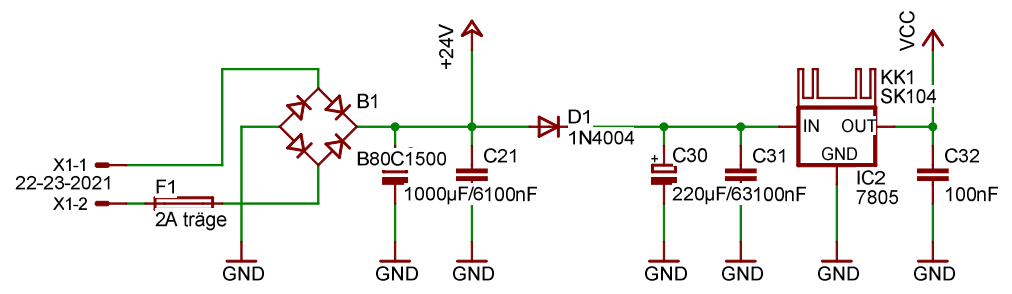 +24V
VCC
B1
D1
1N4004
KK1
SK104
IN
OUT
GND
X1-1
22-23-2021
X1-2
F1
2A träge
B80C1500
C21
1000µF/6100nF
C30
+
220µF/63100nF
C31
IC2
7805
C32
100nF
GND
GND
GND
GND
GND
GND
GND